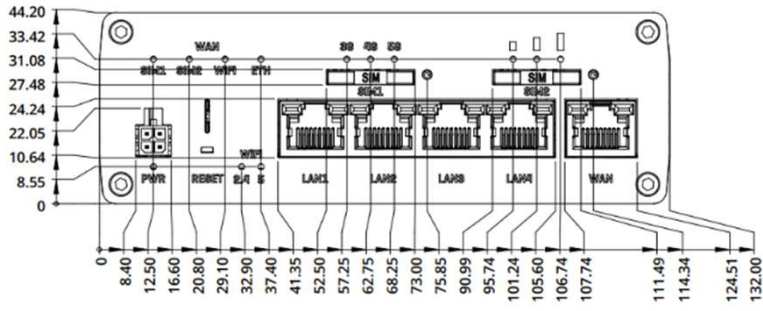 44.20
33.42
31.08
27.48
24.24
22.05
10.64
8.55
0
WAN
SIM1 SIM2 WIFI ETH
3G 4G 5G
SIM
SIM1
SIM
SIM2
WIFI
PWR RESET 2.4 5 LAN1 LAN2 LAN3 LAN4 WAN
0 8.40 12.50 16.60 20.80 29.10 32.90 37.40 41.35 52.50 57.25 62.75 68.25 73.00 75.85 90.99 95.74 101.24 105.60 106.74 107.74 111.49 114.34 124.51 132.00